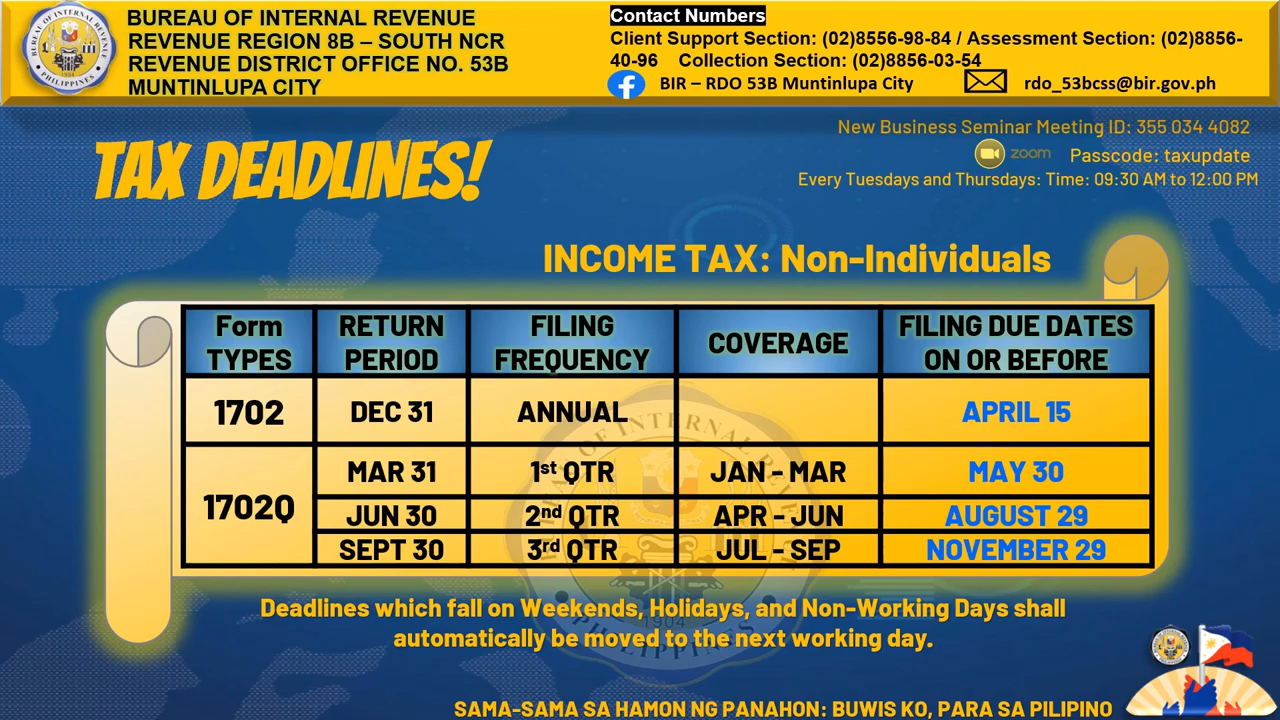 BUREAU OF INTERNAL REVENUE
REVENUE REGION 8B – SOUTH NCR
REVENUE DISTRICT OFFICE NO. 53B
MUNTINLUPA CITY
Contact Numbers
Client Support Section: (02)8556-98-84 / Assessment Section: (02)8856-
40-96 Collection Section: (02)8856-03-54
BIR – RDO 53B Muntinlupa City
rdo_53bcss@bir.gov.ph
New Business Seminar Meeting ID: 355 034 4082
zoom Passcode: taxupdate
Every Tuesdays and Thursdays: Time: 09:30 AM to 12:00 PM
TAX DEADLINES!
INCOME TAX: Non-Individuals
Form TYPES
RETURN PERIOD
FILING FREQUENCY
COVERAGE
FILING DUE DATES ON OR BEFORE
1702 DEC 31 ANNUAL APRIL 15
1702Q
MAR 31 1st QTR JAN - MAR MAY 30
JUN 30 2nd QTR APR - JUN AUGUST 29
SEPT 30 3rd QTR JUL - SEP NOVEMBER 29
Deadlines which fall on Weekends, Holidays, and Non-Working Days shall
automatically be moved to the next working day.
SAMA-SAMA SA HAMON NG PANAHON: BUWIS KO, PARA SA PILIPINO
BUREAU OF INTERNAL REVENUE
1904
PHILIPPINES